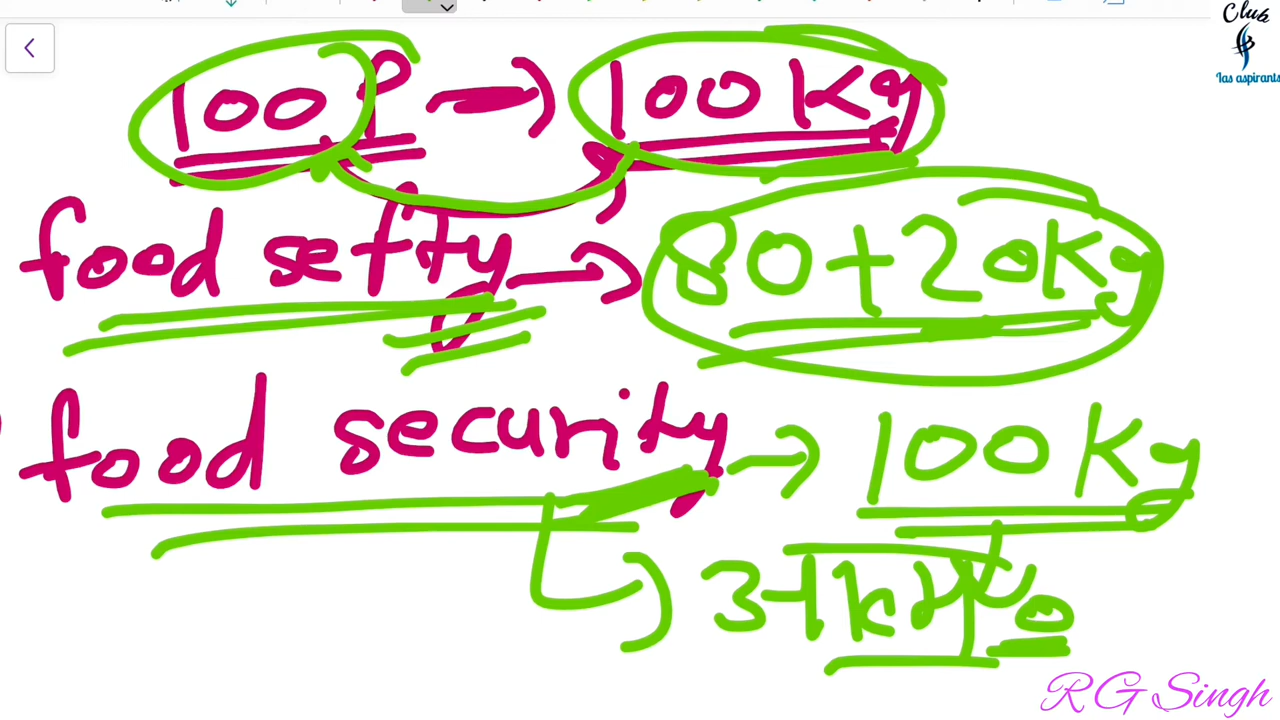 Club
Ias aspirants
100 P → 100 Kg
food sefty → 80 + 20 Kg
food security → 100 Kg
RG Singh